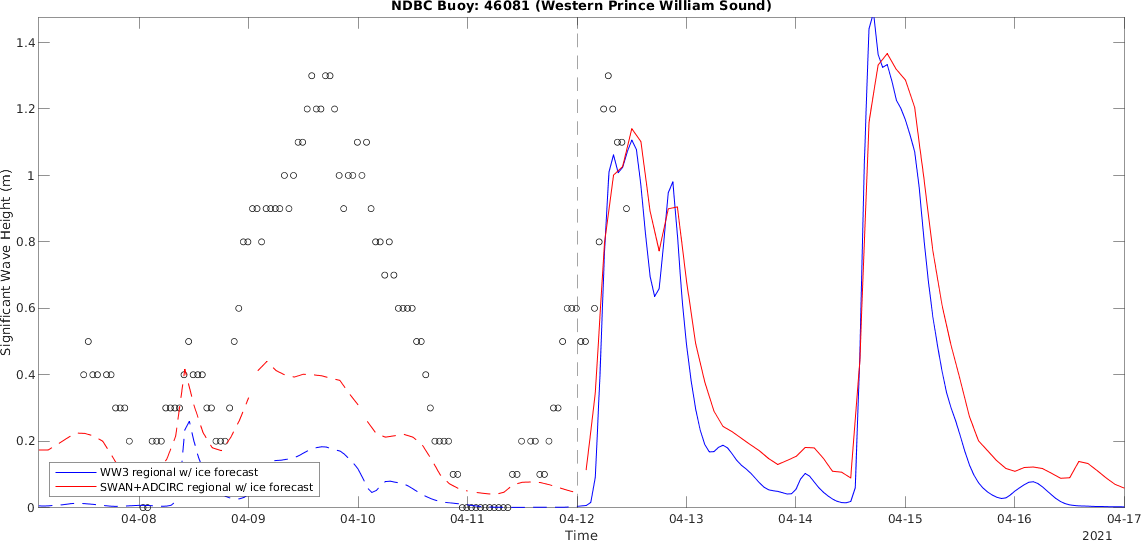 NDBC Buoy: 46081 (Western Prince William Sound)
Significant Wave Height (m)
1.4
1.2
1
0.8
0.6
0.4
0.2
0
WW3 regional w/ ice forecast
SWAN+ADCIRC regional w/ ice forecast
04-08 04-09 04-10 04-11 04-12 04-13 04-14 04-15 04-16 04-17
Time
2021